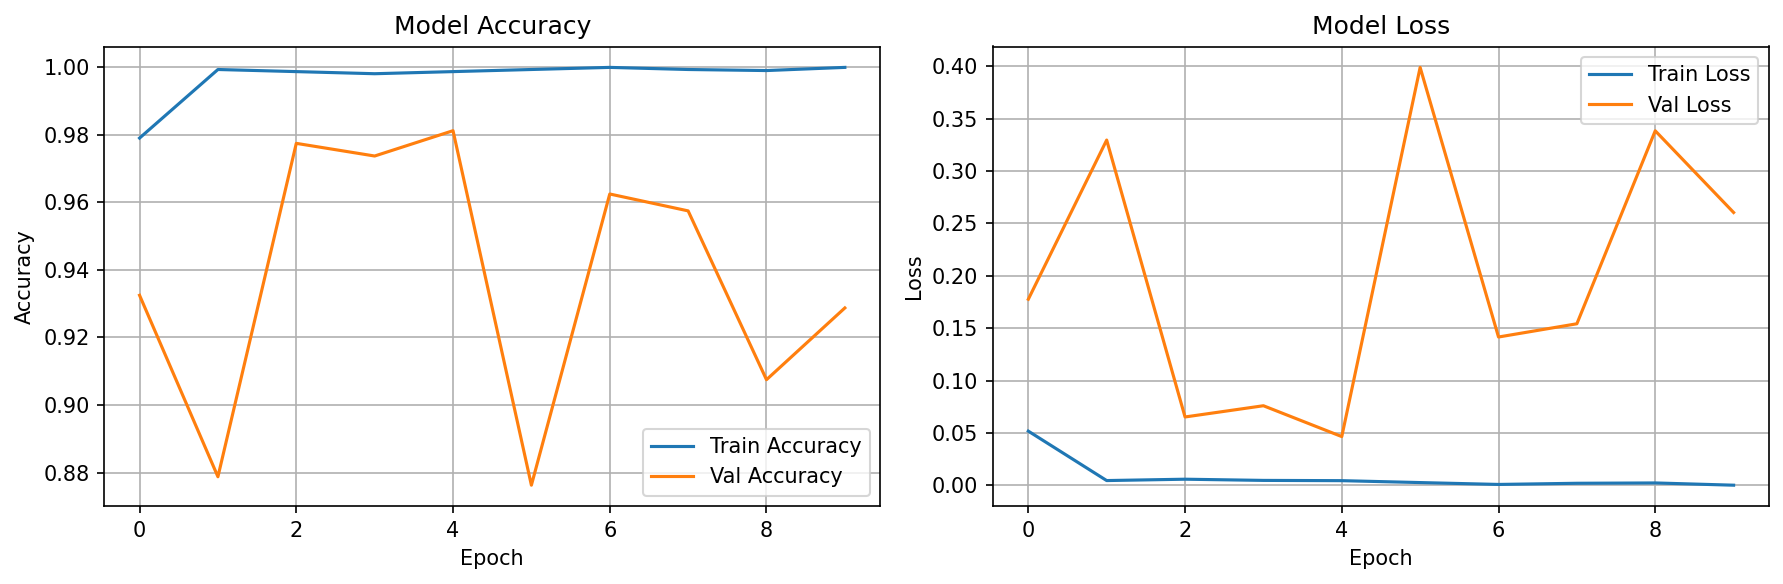 Model Accuracy
1.00
0.98
0.96
0.94
0.92
0.90
0.88
Accuracy
Train Accuracy
Val Accuracy
0 2 4 6 8
Epoch
Model Loss
0.40
0.35
0.30
0.25
0.20
0.15
0.10
0.05
0.00
Loss
Train Loss
Val Loss
0 2 4 6 8
Epoch